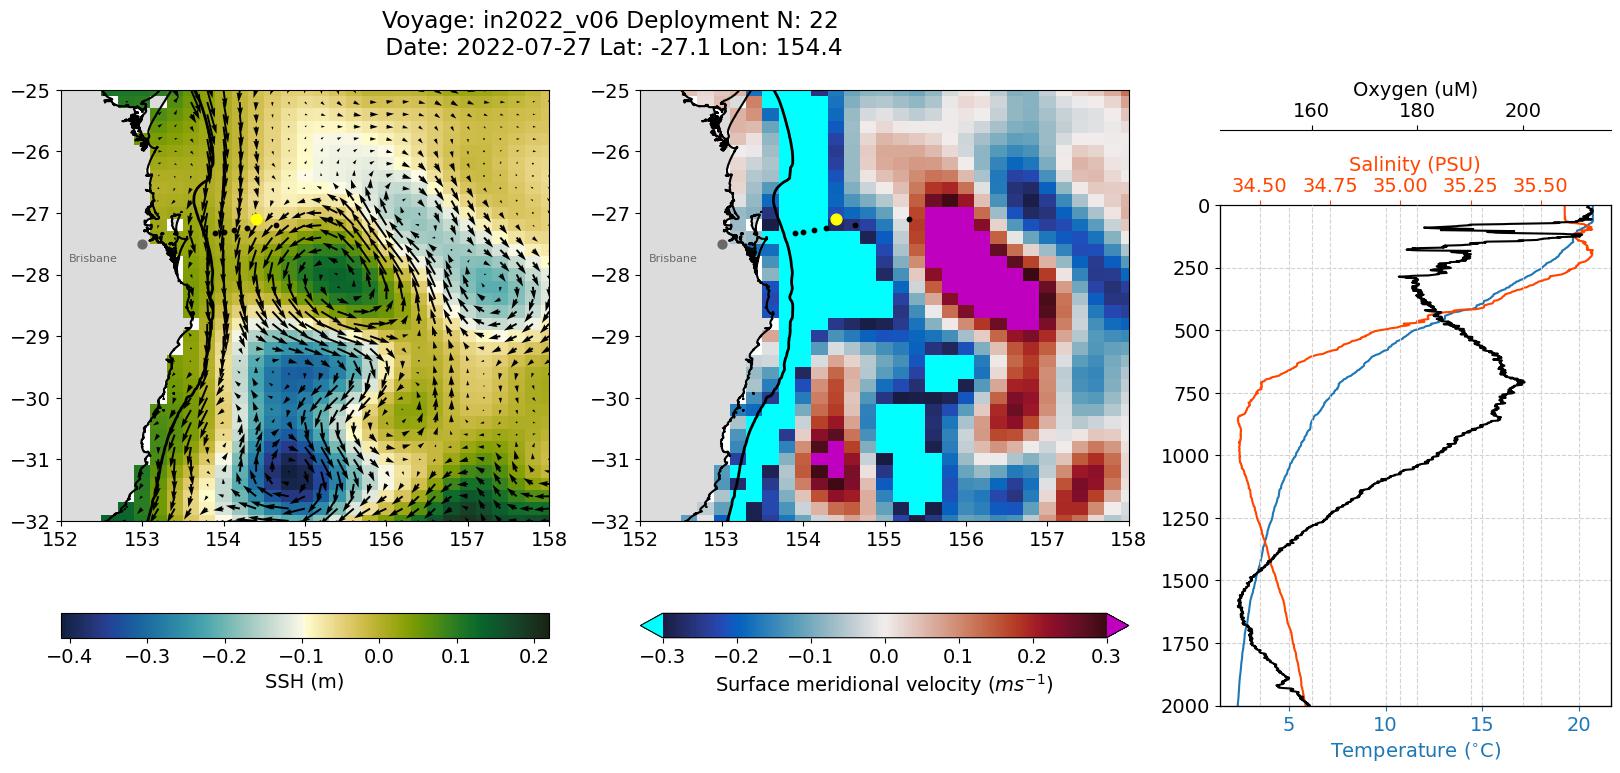 Voyage: in2022_v06 Deployment N: 22
Date: 2022-07-27 Lat: -27.1 Lon: 154.4
−25
−26
−27
−28
−29
−30
−31
−32
152 153 154 155 156 157 158
Brisbane
−0.4 −0.3 −0.2 −0.1 0.0 0.1 0.2
SSH (m)
−25
−26
−27
−28
−29
−30
−31
−32
152 153 154 155 156 157 158
Brisbane
−0.3 −0.2 −0.1 0.0 0.1 0.2 0.3
Surface meridional velocity (ms⁻¹)
Oxygen (uM)
160 180 200
Salinity (PSU)
34.50 34.75 35.00 35.25 35.50
0
250
500
750
1000
1250
1500
1750
2000
5 10 15 20
Temperature (°C)